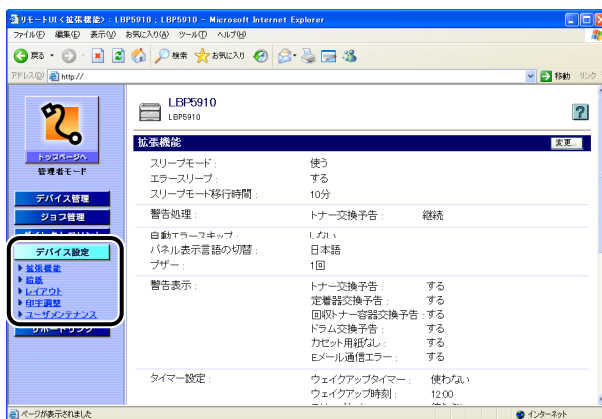 リモートUI <拡張機能> : LBP5910 ; LBP5910 - Microsoft Internet Explorer
ファイル(F) 編集(E) 表示(V) お気に入り(A) ツール(T) ヘルプ(H)
戻る 検索 お気に入り
アドレス(D) http:// 移動 リンク
LBP5910
LBP5910
トップページへ
管理者モード
デバイス管理
ジョブ管理
デバイス設定
拡張機能
給紙
レイアウト
印字調整
ユーザメンテナンス
サポートリンク
拡張機能 変更...
スリープモード : 使う
エラースリープ : する
スリープモード移行時間 : 10分
警告処理 : トナー交換予告 : 継続
自動エラースキップ : しない
パネル表示言語の切替 : 日本語
ブザー : 1回
警告表示 : トナー交換予告 : する
定着器交換予告 : する
回収トナー容器交換予告 : する
ドラム交換予告 : する
カセット用紙なし : する
Eメール通信エラー : する
タイマー設定 : ウェイクアップタイマー : 使わない
ウェイクアップ時刻 : 12:00
ページが表示されました インターネット